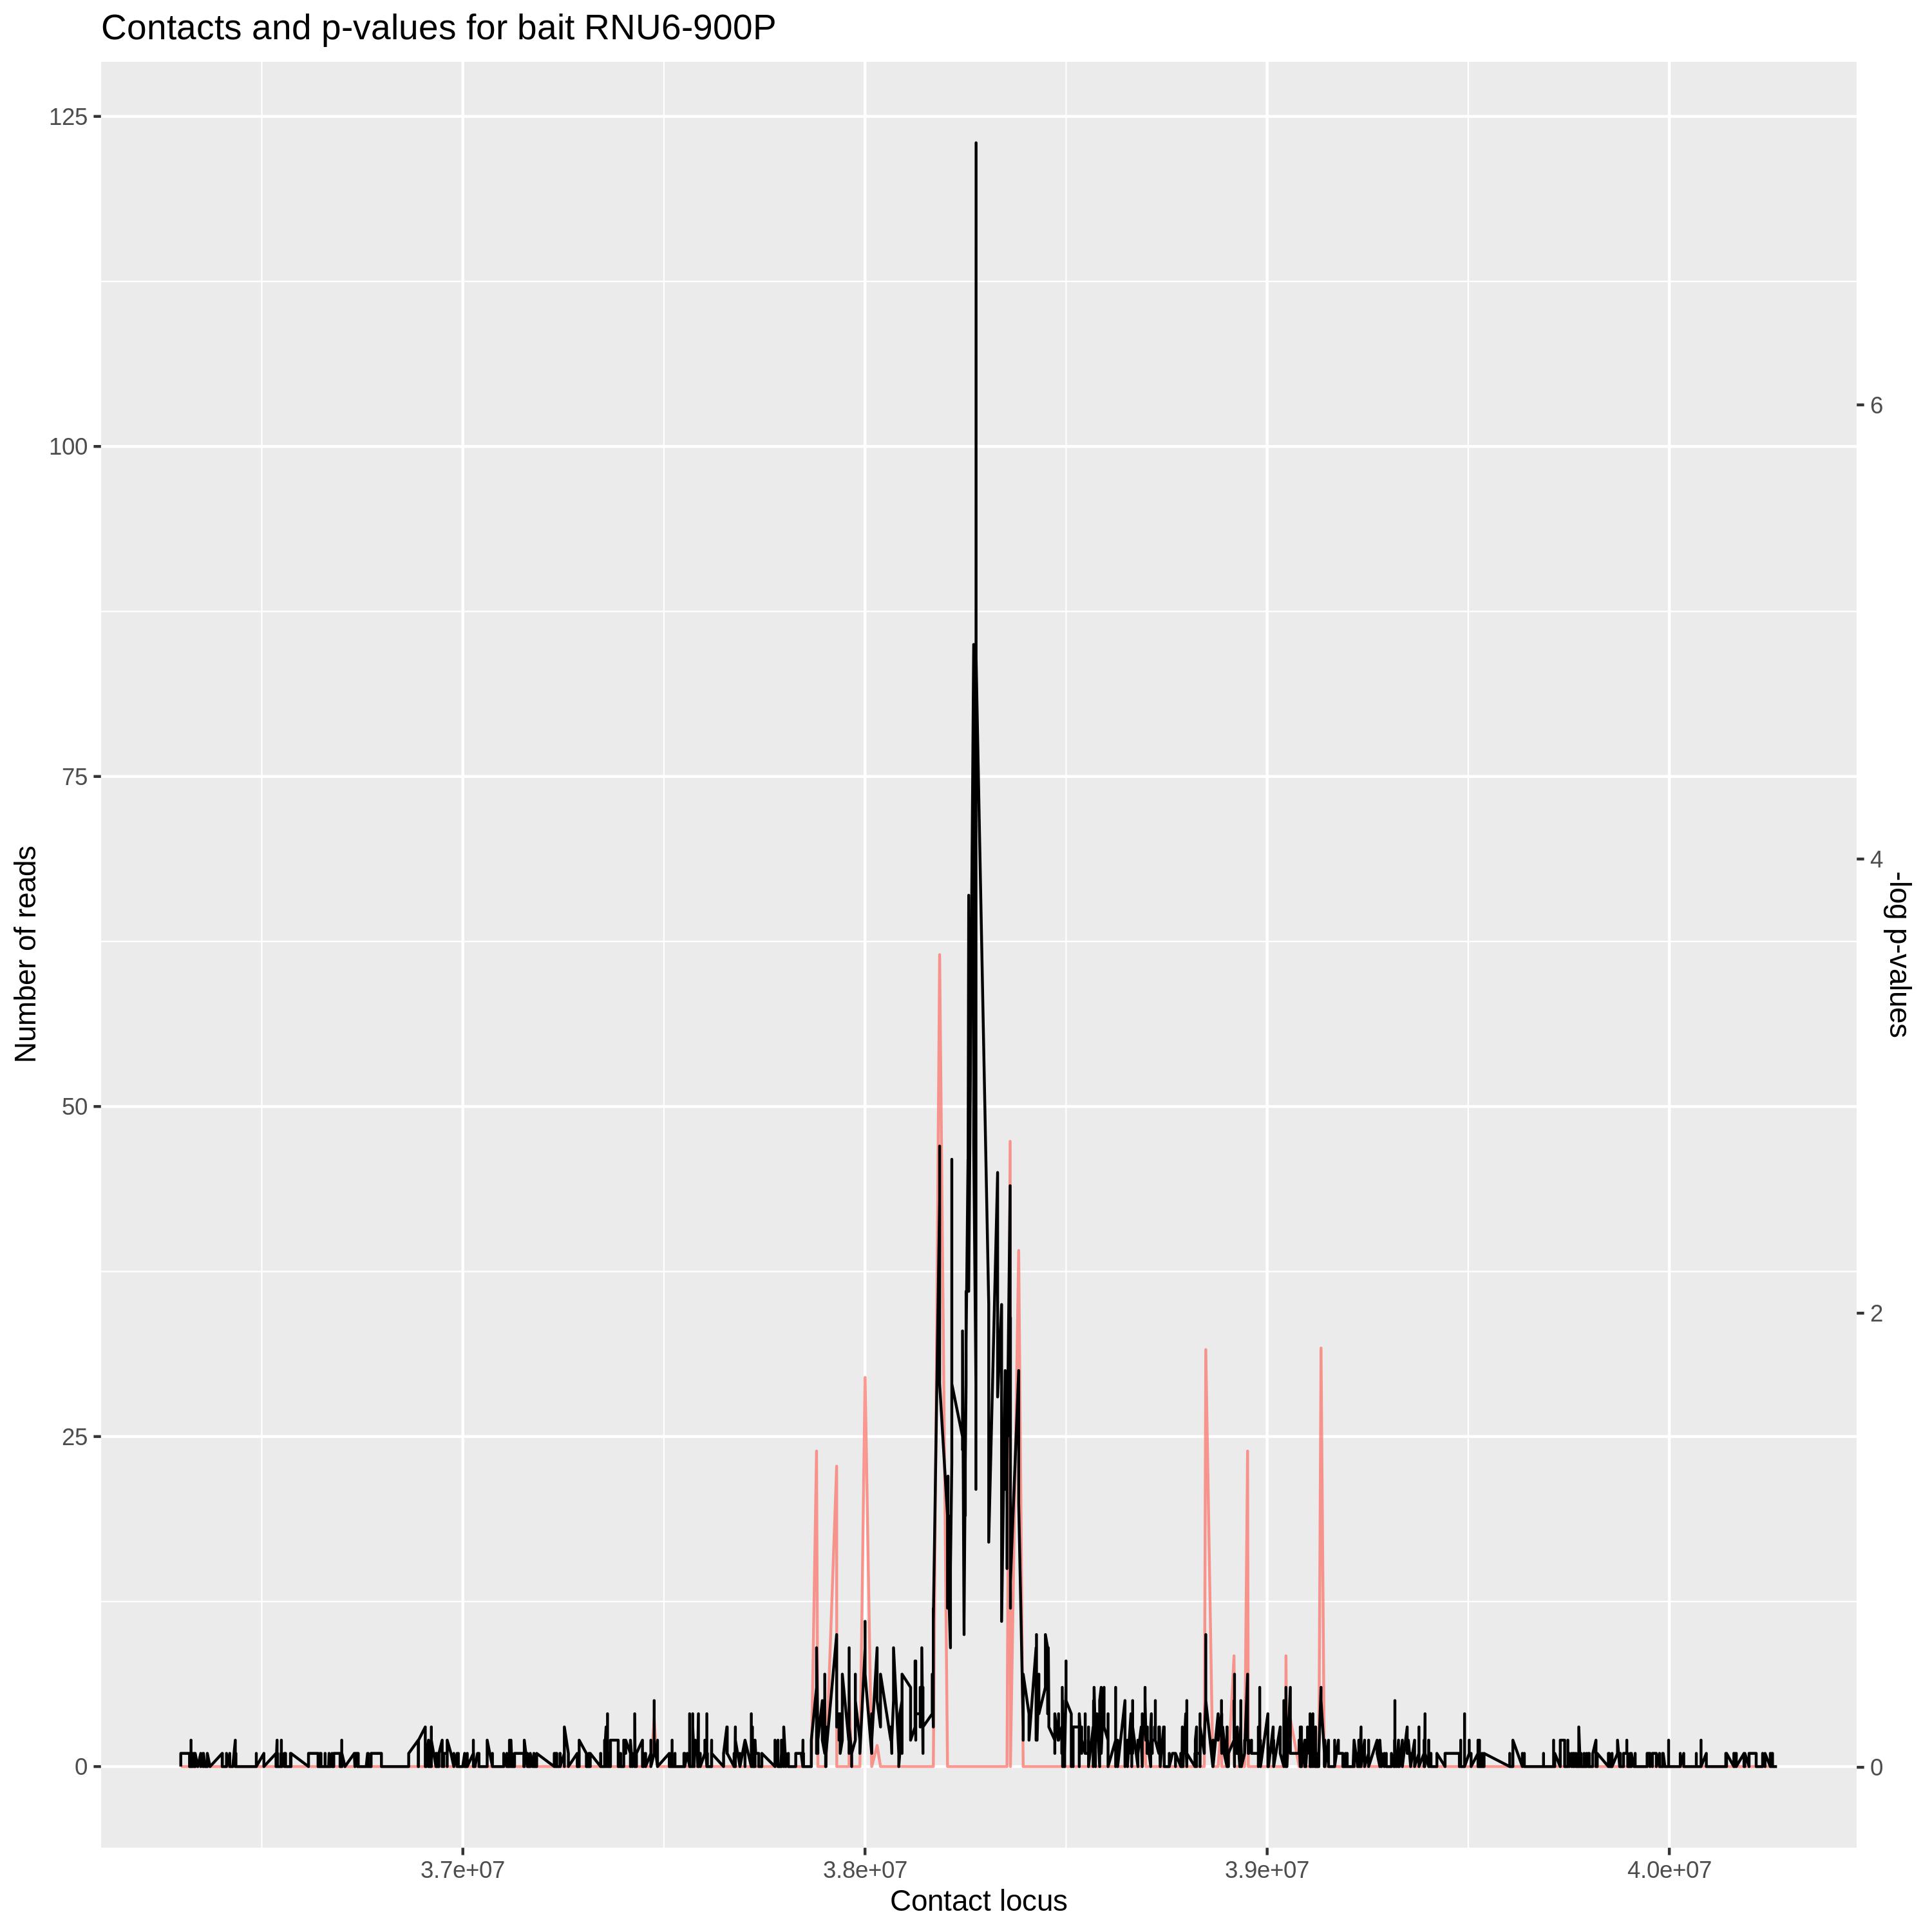 Contacts and p-values for bait RNU6-900P
125
100
75
50
25
0
Number of reads
6
4
2
0
-log p-values
3.7e+07
3.8e+07
3.9e+07
4.0e+07
Contact locus